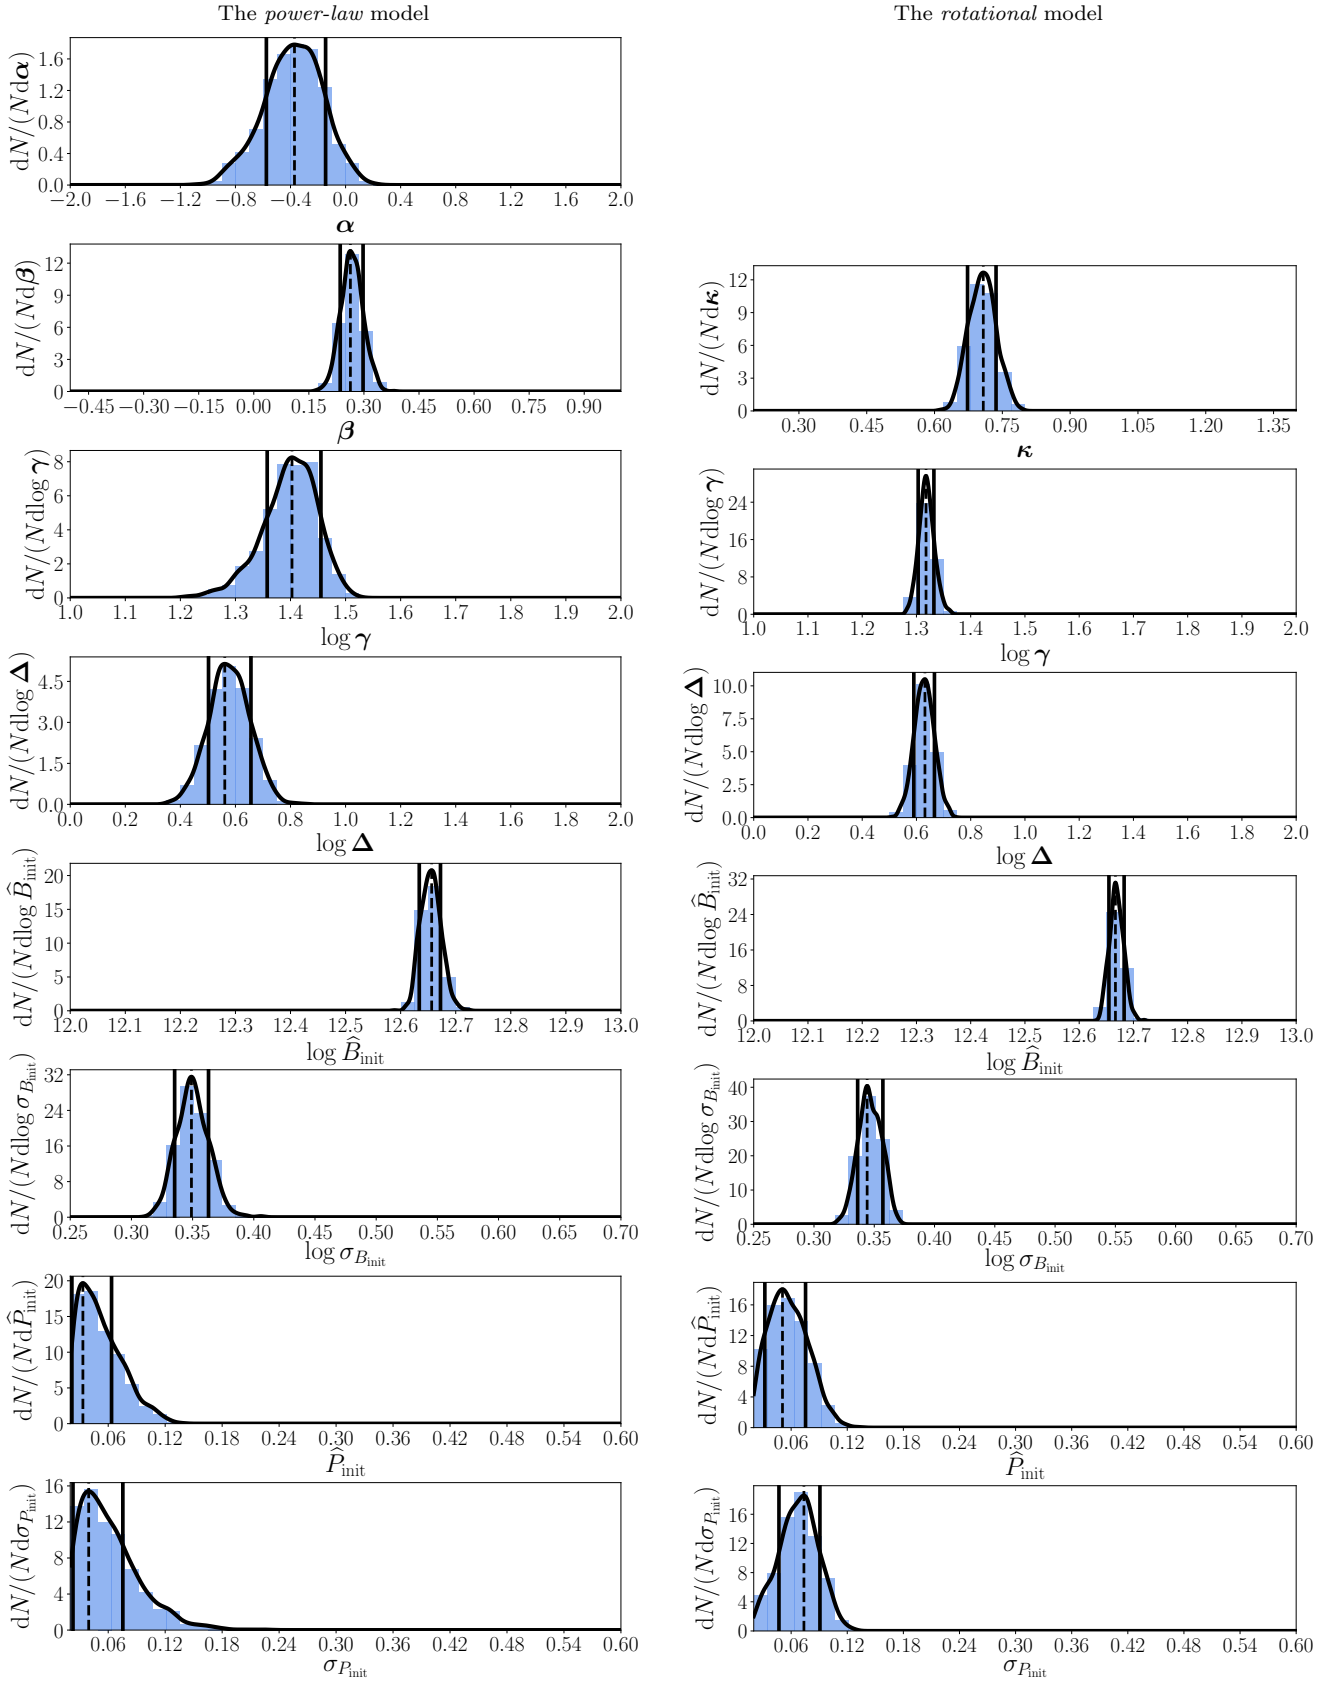 The power-law model
The rotational model
dN/(Ndα)
1.6
1.2
0.8
0.4
0.0
−2.0 −1.6 −1.2 −0.8 −0.4 0.0 0.4 0.8 1.2 1.6 2.0
α
dN/(Ndβ)
12
9
6
3
0
−0.45 −0.30 −0.15 0.00 0.15 0.30 0.45 0.60 0.75 0.90
β
dN/(Ndκ)
12
9
6
3
0
0.30 0.45 0.60 0.75 0.90 1.05 1.20 1.35
κ
dN/(Ndlog γ)
8
6
4
2
0
1.0 1.1 1.2 1.3 1.4 1.5 1.6 1.7 1.8 1.9 2.0
log γ
dN/(Ndlog γ)
24
16
8
0
1.0 1.1 1.2 1.3 1.4 1.5 1.6 1.7 1.8 1.9 2.0
log γ
dN/(Ndlog Δ)
4.5
3.0
1.5
0.0
0.0 0.2 0.4 0.6 0.8 1.0 1.2 1.4 1.6 1.8 2.0
log Δ
dN/(Ndlog Δ)
10.0
7.5
5.0
2.5
0.0
0.0 0.2 0.4 0.6 0.8 1.0 1.2 1.4 1.6 1.8 2.0
log Δ
dN/(Ndlog B̂init)
20
15
10
5
0
12.0 12.1 12.2 12.3 12.4 12.5 12.6 12.7 12.8 12.9 13.0
log B̂init
dN/(Ndlog B̂init)
32
24
16
8
0
12.0 12.1 12.2 12.3 12.4 12.5 12.6 12.7 12.8 12.9 13.0
log B̂init
dN/(Ndlog σBinit)
32
24
16
8
0
0.25 0.30 0.35 0.40 0.45 0.50 0.55 0.60 0.65 0.70
log σBinit
dN/(Ndlog σBinit)
40
30
20
10
0
0.25 0.30 0.35 0.40 0.45 0.50 0.55 0.60 0.65 0.70
log σBinit
dN/(NdP̂init)
20
15
10
5
0
0.06 0.12 0.18 0.24 0.30 0.36 0.42 0.48 0.54 0.60
P̂init
dN/(NdP̂init)
16
12
8
4
0
0.06 0.12 0.18 0.24 0.30 0.36 0.42 0.48 0.54 0.60
P̂init
dN/(NdσPinit)
16
12
8
4
0
0.06 0.12 0.18 0.24 0.30 0.36 0.42 0.48 0.54 0.60
σPinit
dN/(NdσPinit)
16
12
8
4
0
0.06 0.12 0.18 0.24 0.30 0.36 0.42 0.48 0.54 0.60
σPinit